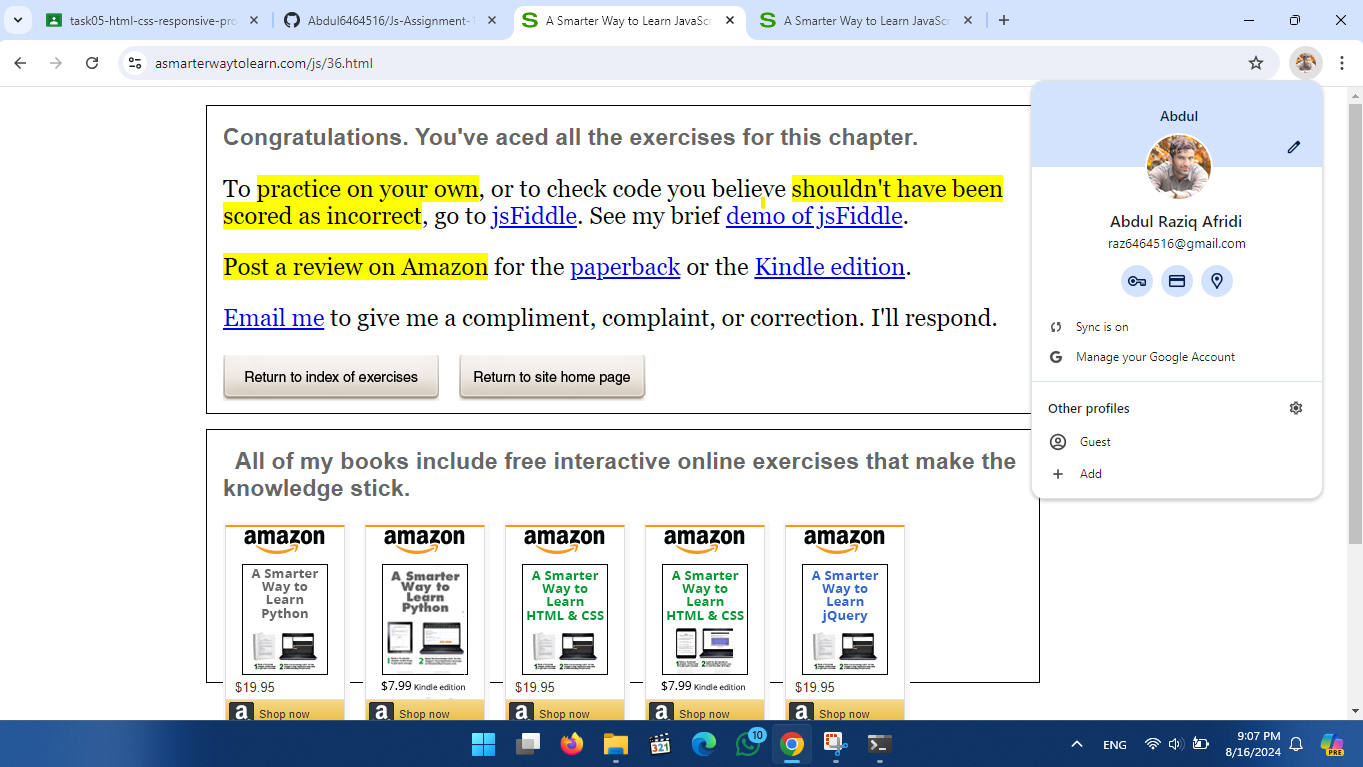 task05-html-css-responsive-pro
Abdul6464516/Js-Assignment-
A Smarter Way to Learn JavaSc
A Smarter Way to Learn JavaSc
asmarterwaytolearn.com/js/36.html
Congratulations. You've aced all the exercises for this chapter.
To practice on your own, or to check code you believe shouldn't have been
scored as incorrect, go to jsFiddle. See my brief demo of jsFiddle.
Post a review on Amazon for the paperback or the Kindle edition.
Email me to give me a compliment, complaint, or correction. I'll respond.
Return to index of exercises
Return to site home page
Abdul
Abdul Raziq Afridi
raz6464516@gmail.com
Sync is on
G
Manage your Google Account
Other profiles
Guest
Add
All of my books include free interactive online exercises that make the
knowledge stick.
amazon
A Smarter
Way to
Learn
Python
$19.95
a Shop now
amazon
A Smarter
Way to
Learn
Python
$7.99 Kindle edition
a Shop now
amazon
A Smarter
Way to
Learn
HTML & CSS
$19.95
a Shop now
amazon
A Smarter
Way to
Learn
HTML & CSS
$7.99 Kindle edition
a Shop now
amazon
A Smarter
Way to
Learn
jQuery
$19.95
a Shop now
321
10
ENG
9:07 PM
8/16/2024
PRE